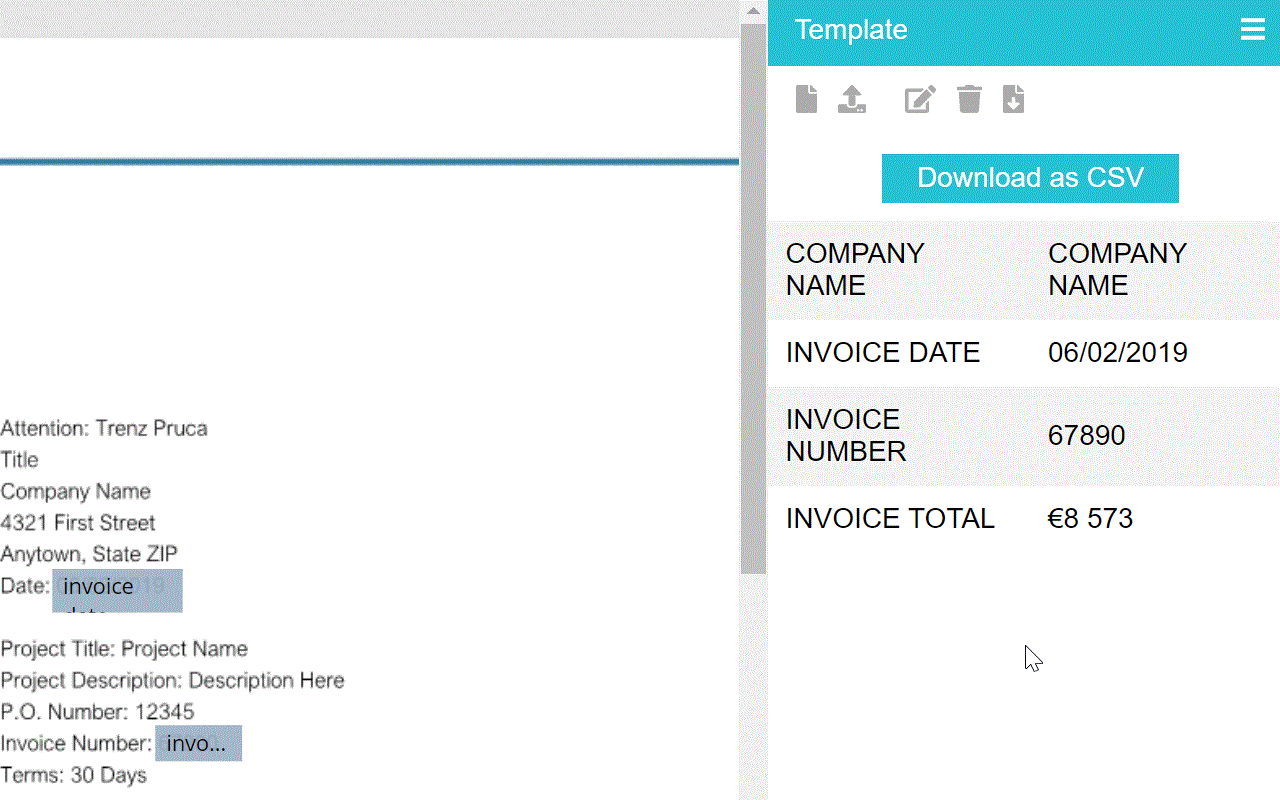 Attention: Trenz Pruca
Title
Company Name
4321 First Street
Anytown, State ZIP
Date: invoice
date
Project Title: Project Name
Project Description: Description Here
P.O. Number: 12345
Invoice Number: invo...
Terms: 30 Days
Template
Download as CSV
COMPANY NAME
COMPANY NAME
INVOICE DATE 06/02/2019
INVOICE NUMBER
67890
INVOICE TOTAL €8 573